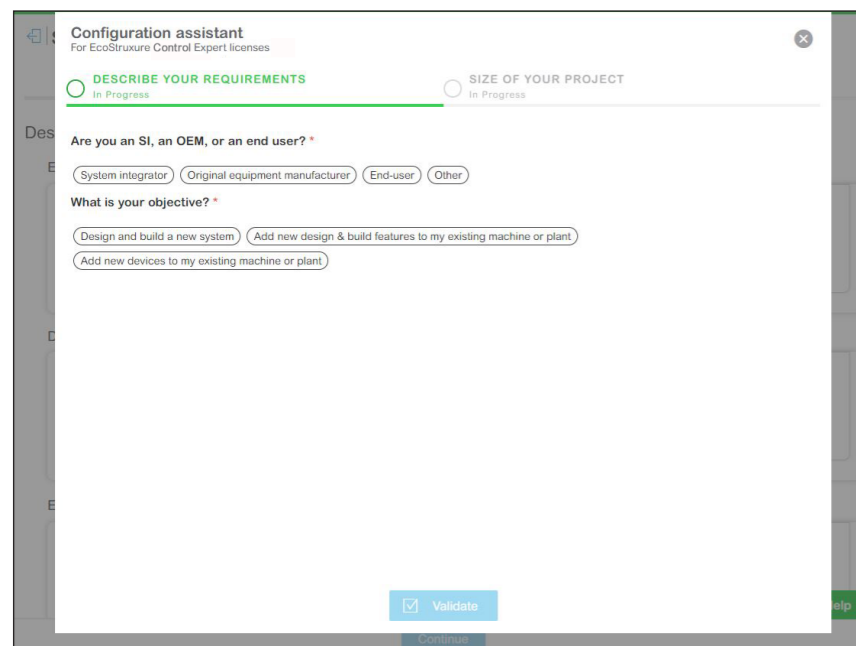 Configuration assistant
For EcoStruxure Control Expert licenses
DESCRIBE YOUR REQUIREMENTS
In Progress
SIZE OF YOUR PROJECT
In Progress
Des
Are you an SI, an OEM, or an end user? *
E
System integrator Original equipment manufacturer End-user Other
What is your objective? *
Design and build a new system Add new design & build features to my existing machine or plant
Add new devices to my existing machine or plant
D
E
Validate
elp
Continue